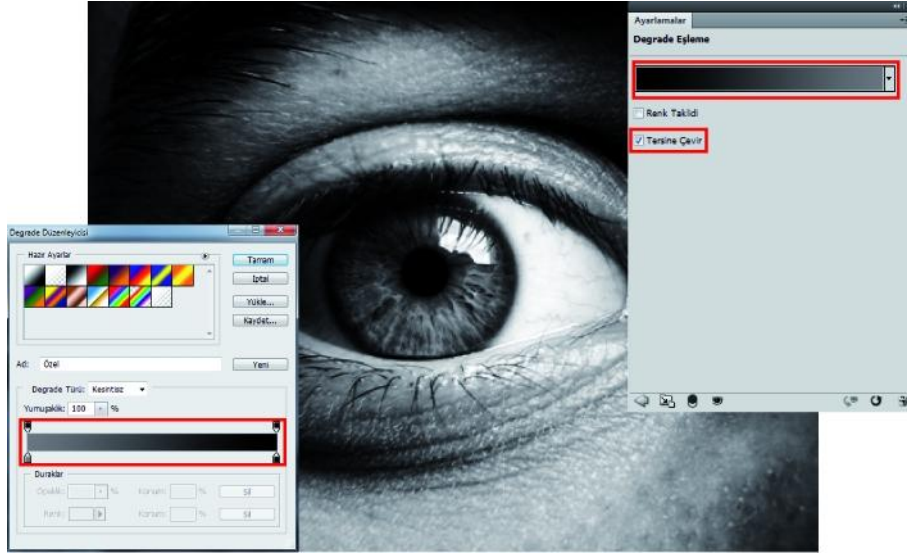 Ayarlamalar
Degrade Eşleme
Renk Taklidi
Tersine Çevir
Degrade Düzenleyicisi
Hazır Ayarlar
Tamam
İptal
Yükle...
Kaydet...
Ad: Özel
Yeni
Degrade Türü: Kesintisiz
Yumuşaklık: 100 %
Duraklar
Opaklık: % Konum: % Sil
Renk: Konum: % Sil